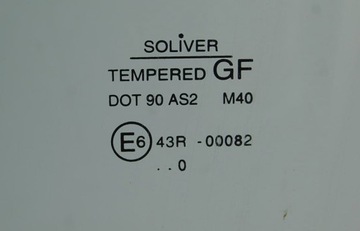 SOLiVER
TEMPERED GF
DOT 90 AS2 M40
E6 43R -00082
. . 0